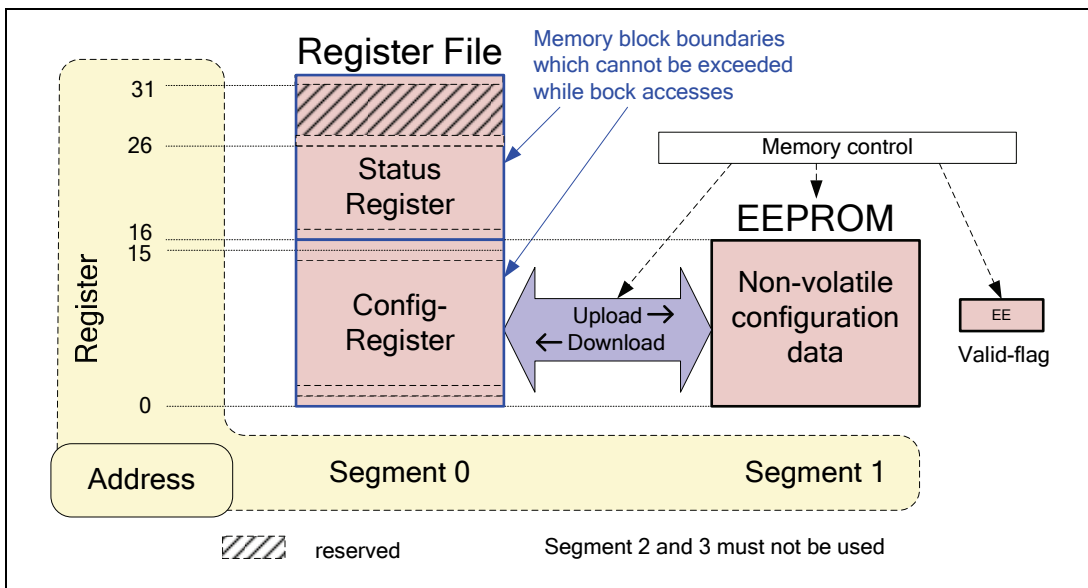 Register File
Memory block boundaries
which cannot be exceeded
while bock accesses
31
26
16
15
0
Register
Status
Register
Config-
Register
Memory control
EEPROM
Non-volatile
configuration
data
Upload →
← Download
EE
Valid-flag
Address
Segment 0
Segment 1
reserved
Segment 2 and 3 must not be used